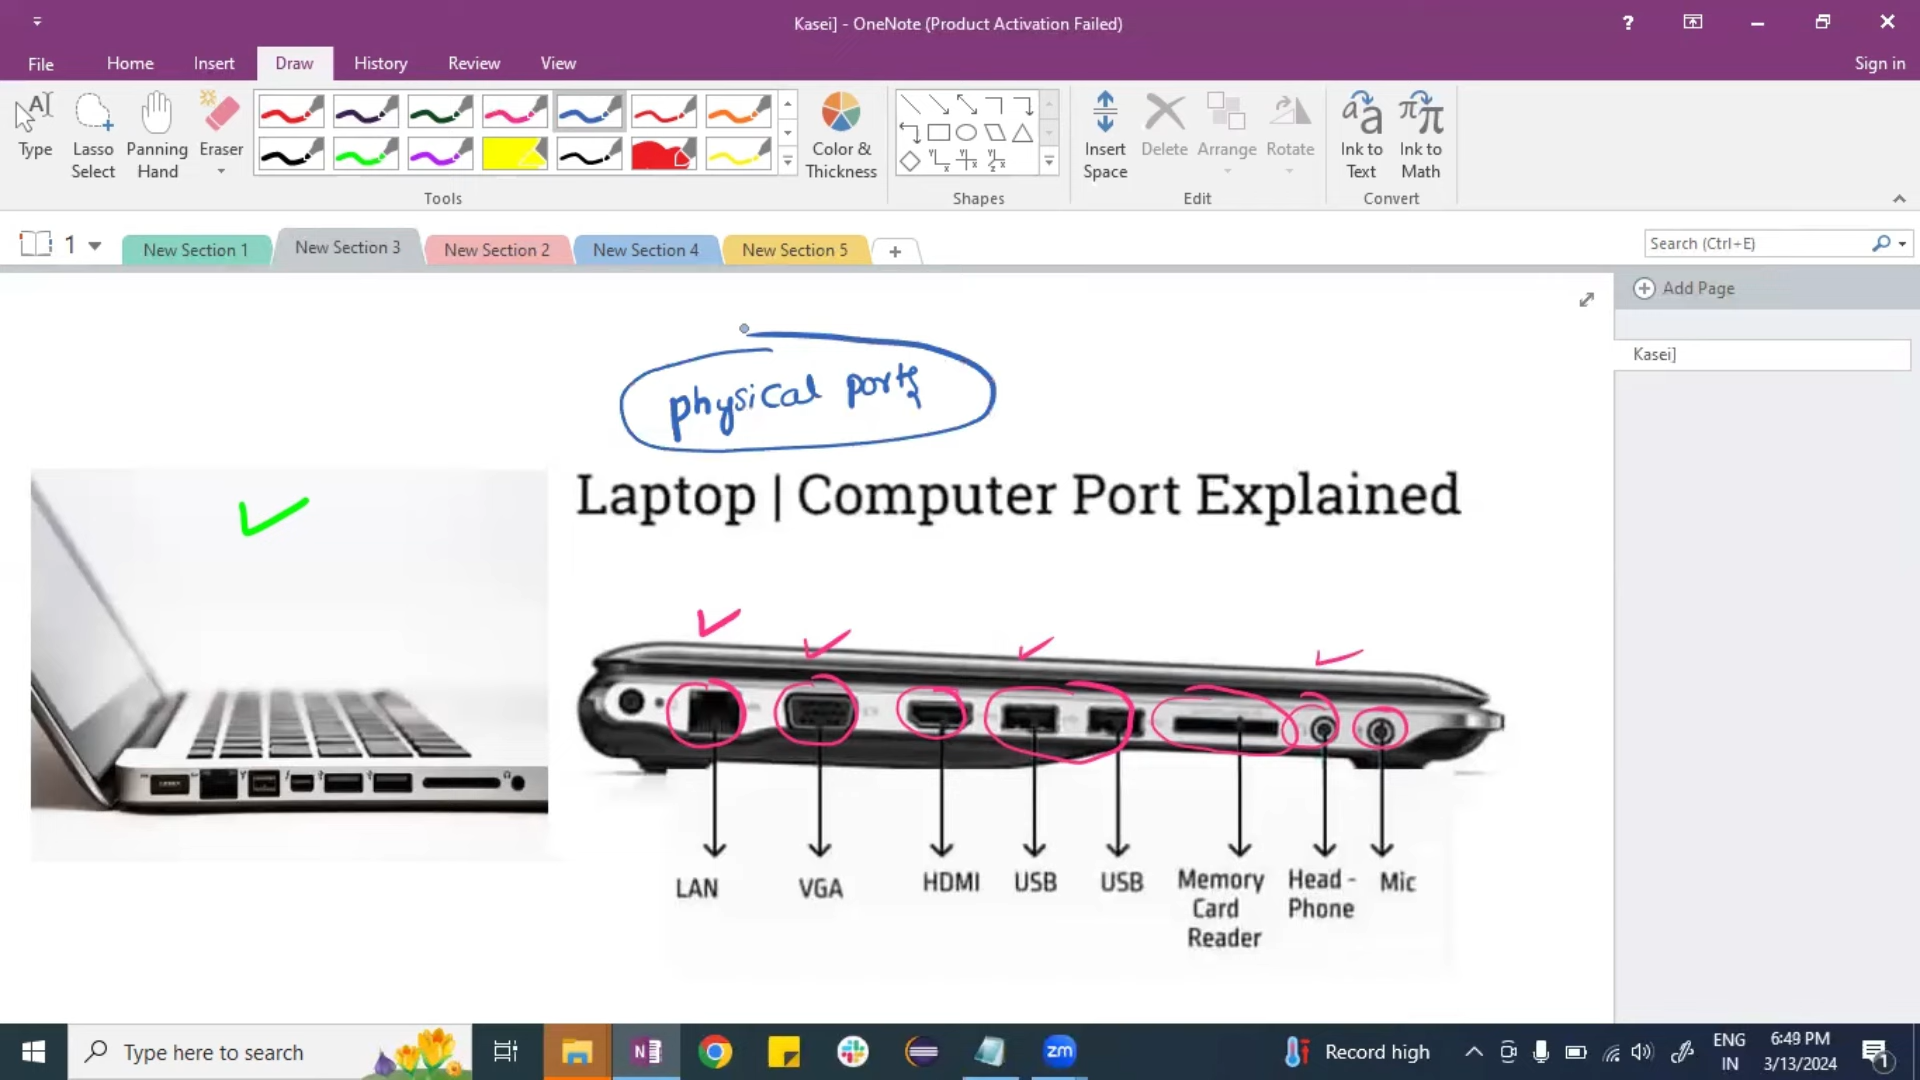 Kasei] - OneNote (Product Activation Failed)
?
File Home Insert Draw History Review View Sign in
Type
Lasso Select
Panning Hand
Eraser
Color & Thickness
Insert Space
Delete
Arrange
Rotate
Ink to Text
Ink to Math
Tools Shapes Edit Convert
1 New Section 1 New Section 3 New Section 2 New Section 4 New Section 5 +
Search (Ctrl+E)
Add Page
Kasei]
physical ports
Laptop | Computer Port Explained
LAN VGA HDMI USB USB
Memory Card Reader
Head - Phone
Mic
Type here to search
N
zm
Record high
ENG IN
6:49 PM
3/13/2024
1